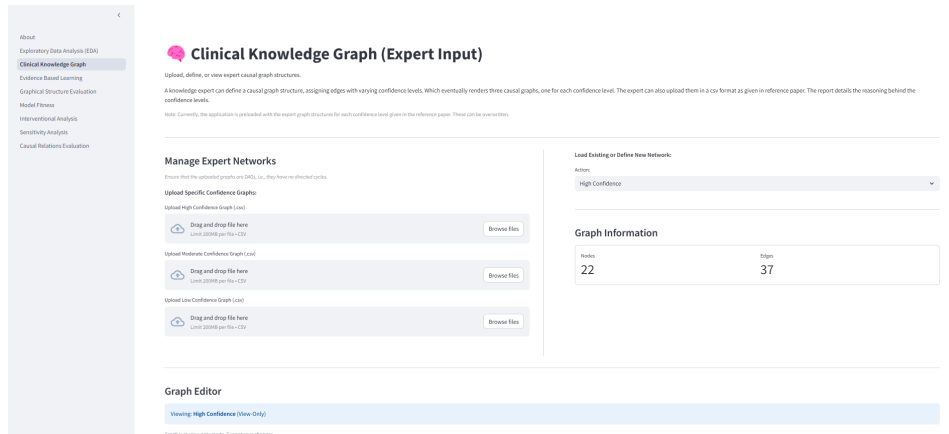 About
Exploratory Data Analysis (EDA)
Clinical Knowledge Graph
Evidence Based Learning
Graphical Structure Evaluation
Model Fitness
Interventional Analysis
Sensitivity Analysis
Causal Relations Evaluation
Clinical Knowledge Graph (Expert Input)
Upload, define, or view expert causal graph structures.
A knowledge expert can define a causal graph structure, assigning edges with varying confidence levels. Which eventually renders three causal graphs, one for each confidence level. The expert can also upload them in a csv format as given in reference paper. The report details the reasoning behind the
confidence levels.
Note: Currently, the application is preloaded with the expert graph structures for each confidence level given in the reference paper. These can be overwritten.
Manage Expert Networks
Ensure that the uploaded graphs are DAGs, i.e., they have no directed cycles.
Upload Specific Confidence Graphs:
Upload High Confidence Graph (.csv)
Drag and drop file here
Limit 200MB per file • CSV
Browse files
Upload Moderate Confidence Graph (.csv)
Drag and drop file here
Limit 200MB per file • CSV
Browse files
Upload Low Confidence Graph (.csv)
Drag and drop file here
Limit 200MB per file • CSV
Browse files
Load Existing or Define New Network:
Action:
High Confidence
Graph Information
Nodes
22
Edges
37
Graph Editor
Viewing: High Confidence (View-Only)